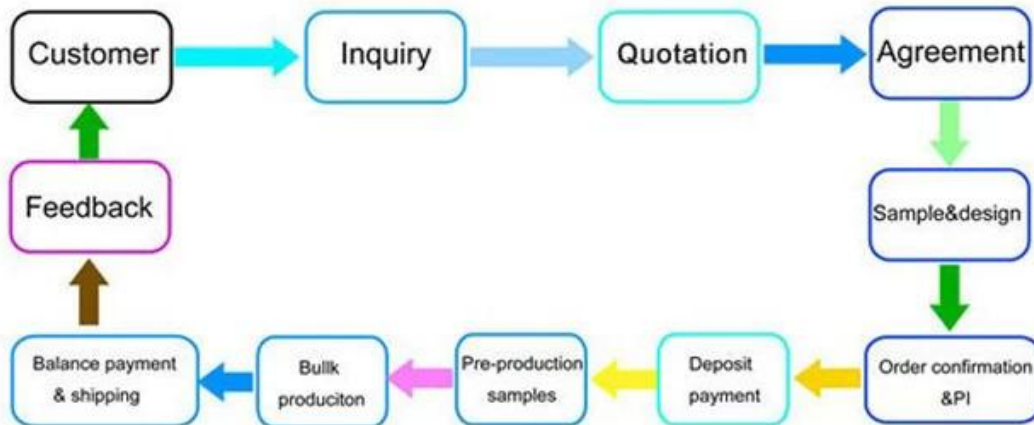 Customer
Inquiry
Quotation
Agreement
Sample&design
Order confirmation
&PI
Deposit
payment
Pre-production
samples
Bullk
produciton
Balance payment
& shipping
Feedback